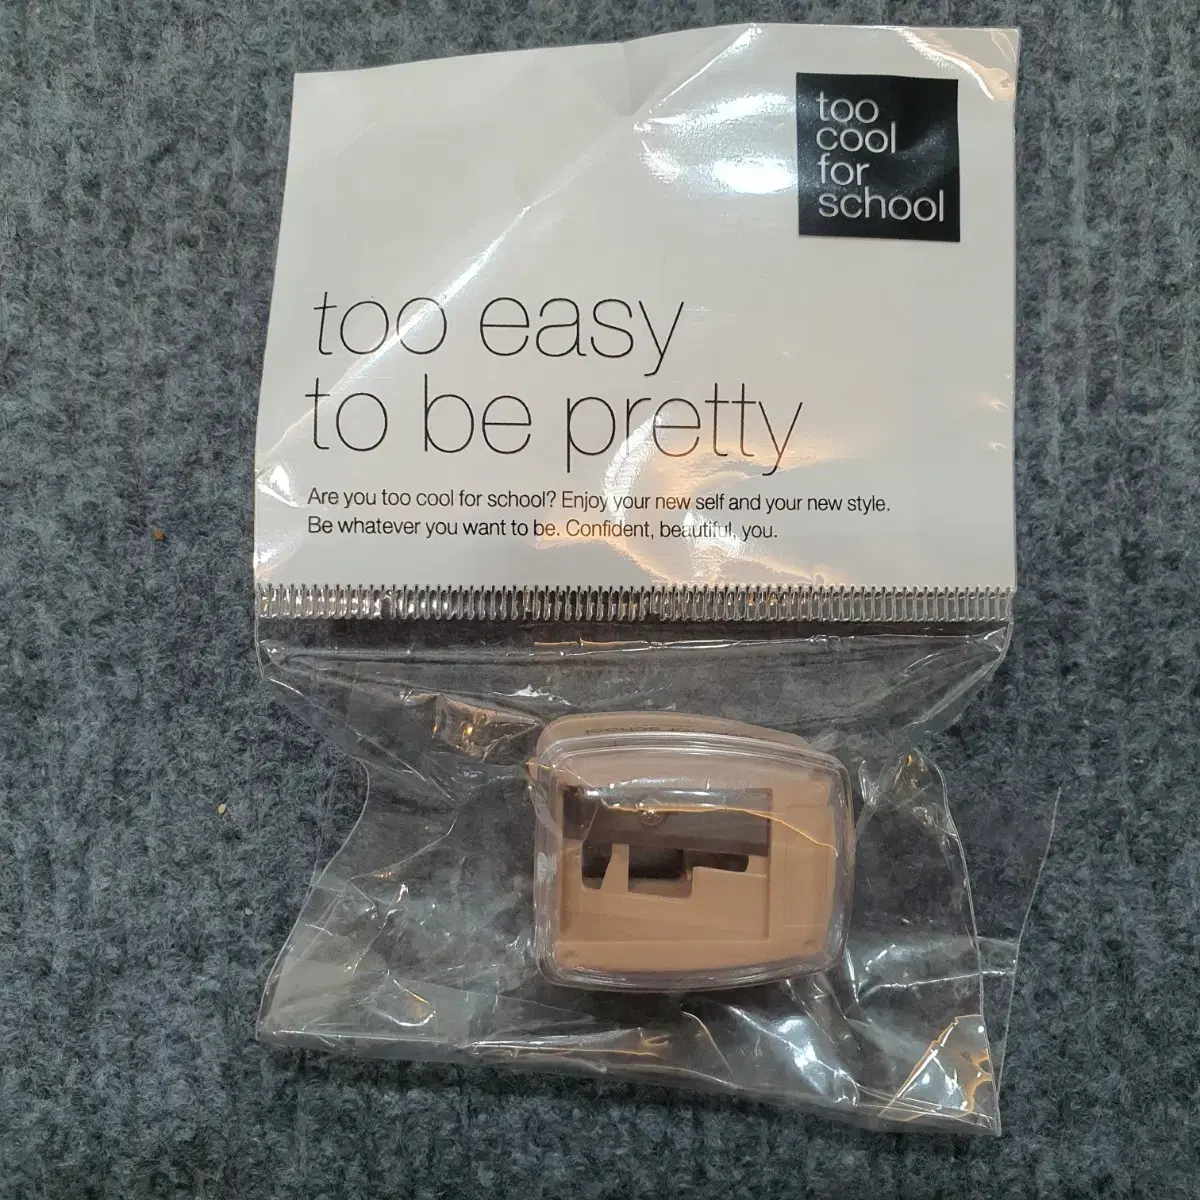 too
cool
for
school
too easy
to be pretty
Are you too cool for school? Enjoy your new self and your new style.
Be whatever you want to be. Confident, beautiful, you.